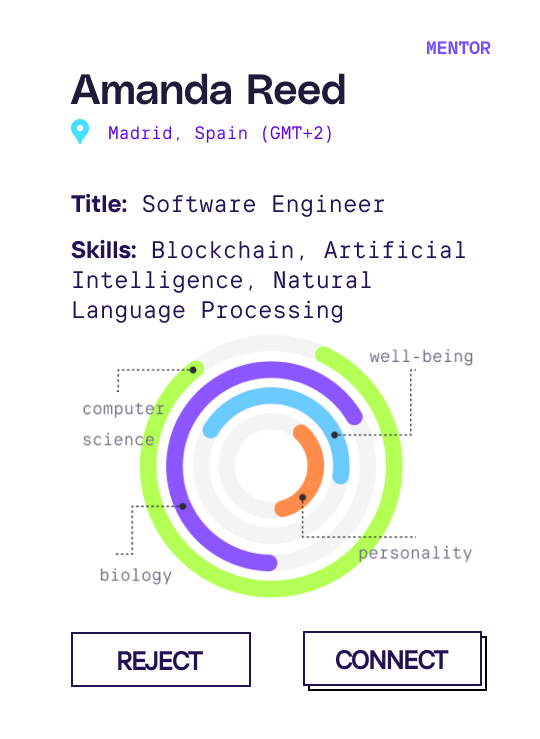 MENTOR
Amanda Reed
Madrid, Spain (GMT+2)
Title: Software Engineer
Skills: Blockchain, Artificial
Intelligence, Natural
Language Processing
well-being
computer
science
personality
biology
REJECT
CONNECT